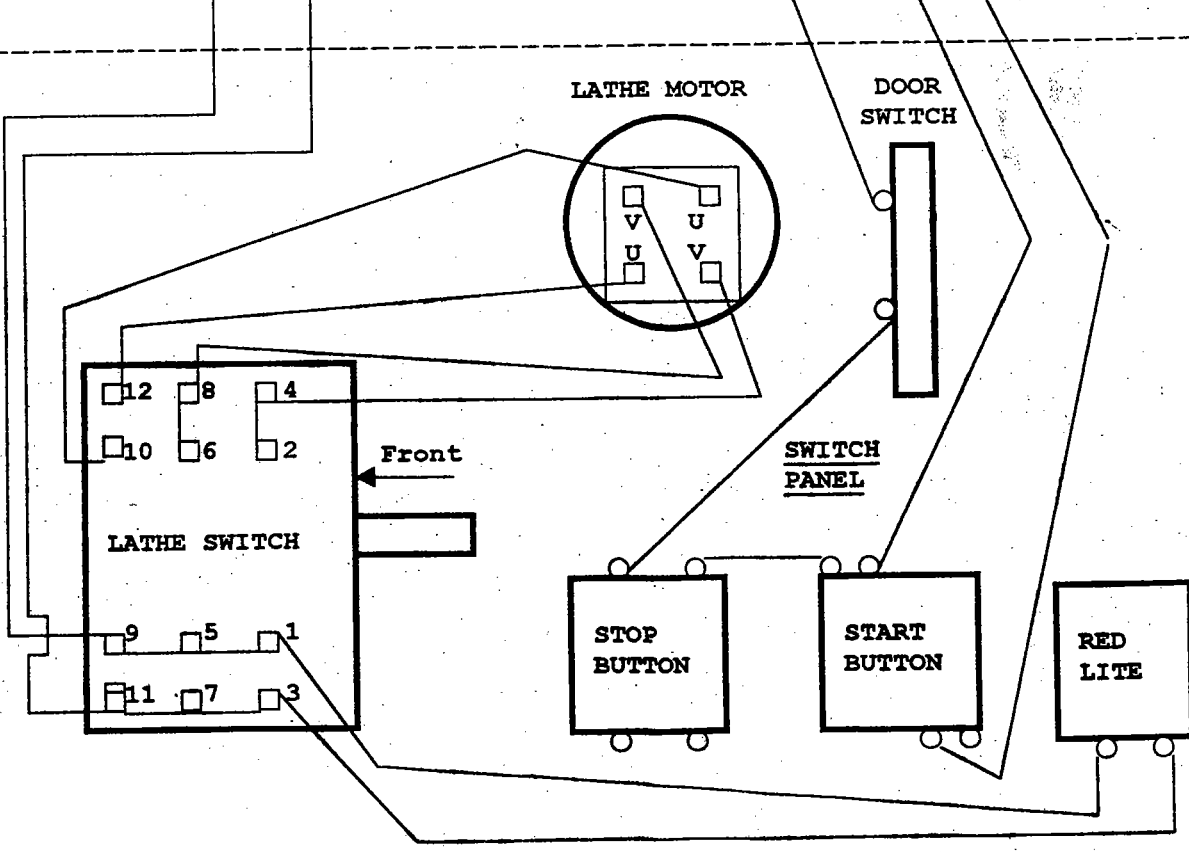 LATHE MOTOR
DOOR
SWITCH
V U
U V
12 8 4
10 6 2
Front
SWITCH
PANEL
LATHE SWITCH
9 5 1
11 7 3
STOP
BUTTON
START
BUTTON
RED
LITE